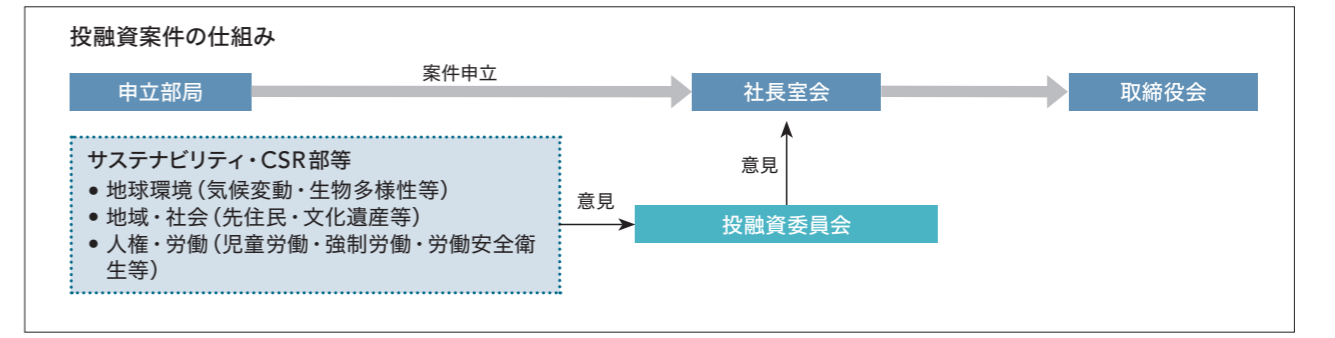 投融資案件の仕組み
申立部局
案件申立
社長室会
取締役会
サステナビリティ・CSR部等
● 地球環境（気候変動・生物多様性等）
● 地域・社会（先住民・文化遺産等）
● 人権・労働（児童労働・強制労働・労働安全衛
生等）
意見
意見
投融資委員会